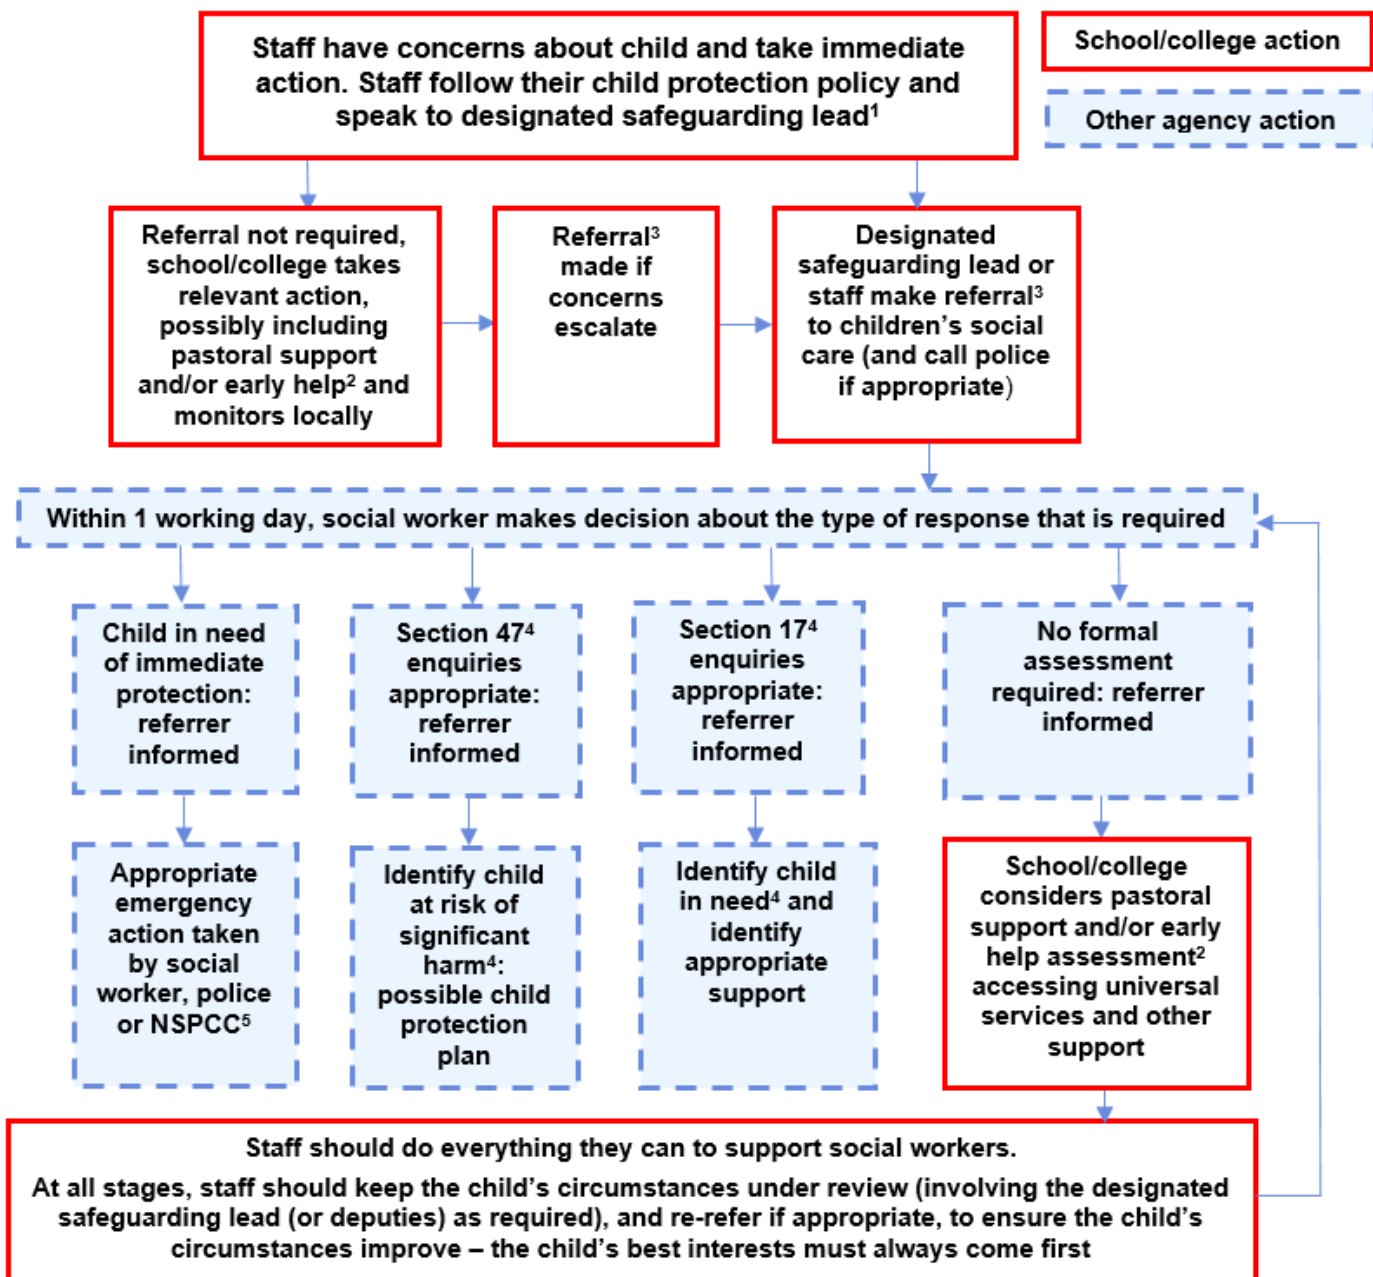 Staff have concerns about child and take immediate
action. Staff follow their child protection policy and
speak to designated safeguarding lead¹
School/college action
Other agency action
Referral not required,
school/college takes
relevant action,
possibly including
pastoral support
and/or early help² and
monitors locally
Referral³
made if
concerns
escalate
Designated
safeguarding lead or
staff make referral³
to children’s social
care (and call police
if appropriate)
Within 1 working day, social worker makes decision about the type of response that is required
Child in need
of immediate
protection:
referrer
informed
Section 47⁴
enquiries
appropriate:
referrer
informed
Section 17⁴
enquiries
appropriate:
referrer
informed
No formal
assessment
required: referrer
informed
Appropriate
emergency
action taken
by social
worker, police
or NSPCC⁵
Identify child
at risk of
significant
harm⁴:
possible child
protection
plan
Identify child
in need⁴ and
identify
appropriate
support
School/college
considers pastoral
support and/or early
help assessment²
accessing universal
services and other
support
Staff should do everything they can to support social workers.
At all stages, staff should keep the child’s circumstances under review (involving the designated
safeguarding lead (or deputies) as required), and re-refer if appropriate, to ensure the child’s
circumstances improve – the child’s best interests must always come first